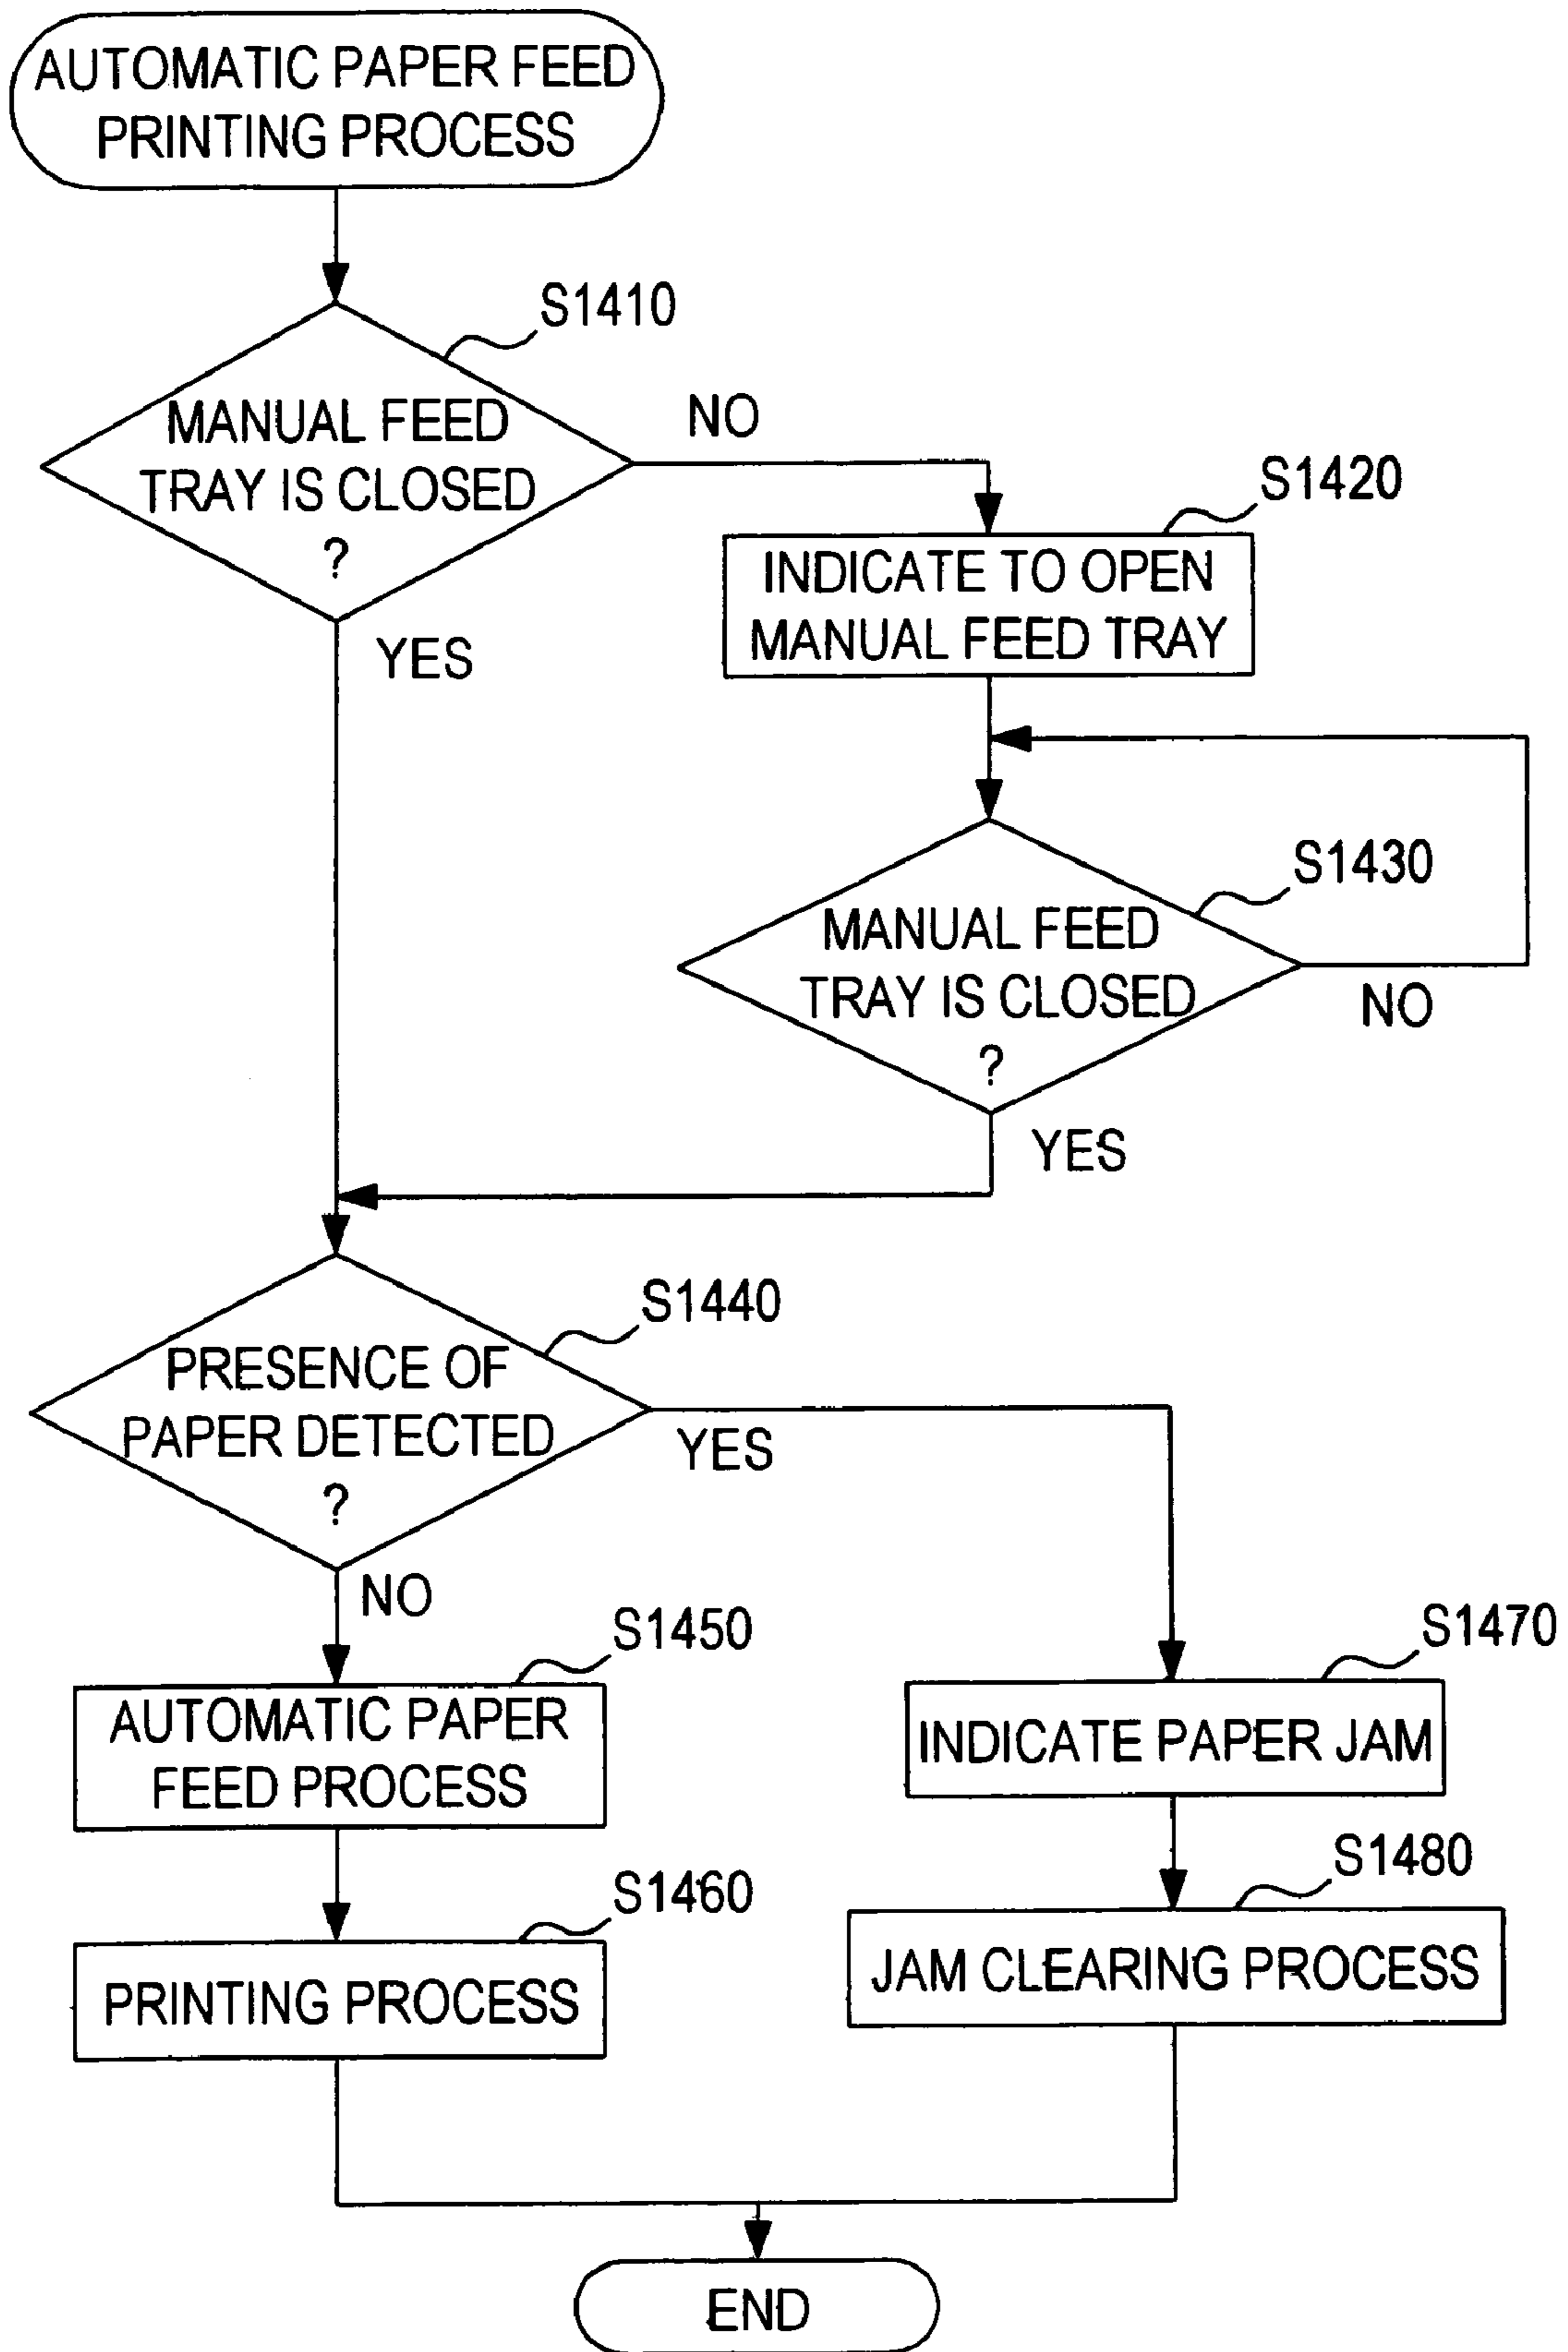 AUTOMATIC PAPER FEED
PRINTING PROCESS
S1410
MANUAL FEED
TRAY IS CLOSED
?
NO
YES
S1420
INDICATE TO OPEN
MANUAL FEED TRAY
S1430
MANUAL FEED
TRAY IS CLOSED
?
NO
YES
S1440
PRESENCE OF
PAPER DETECTED
?
YES
NO
S1450
AUTOMATIC PAPER
FEED PROCESS
S1470
INDICATE PAPER JAM
S1460
PRINTING PROCESS
S1480
JAM CLEARING PROCESS
END